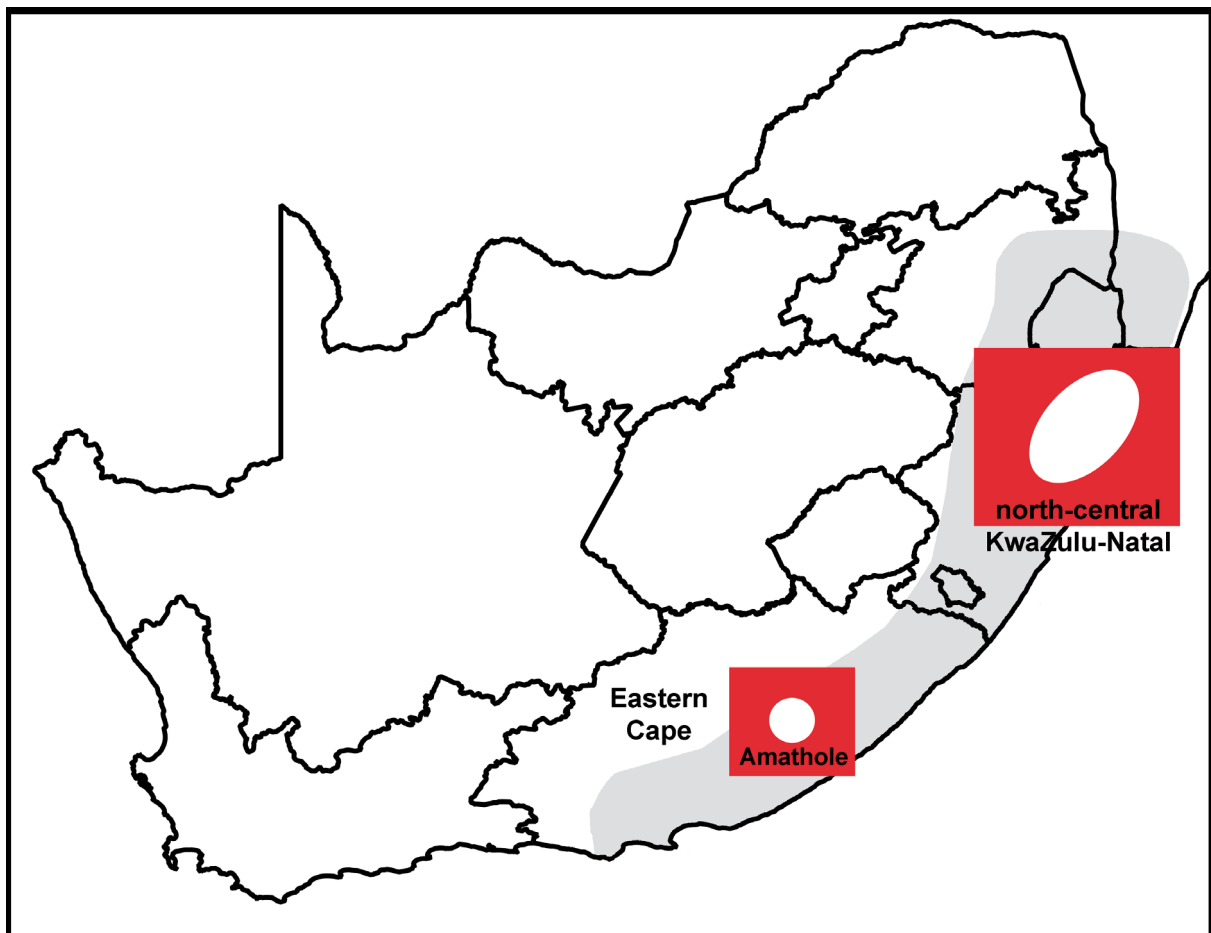 north-central
KwaZulu-Natal
Eastern
Cape
Amathole